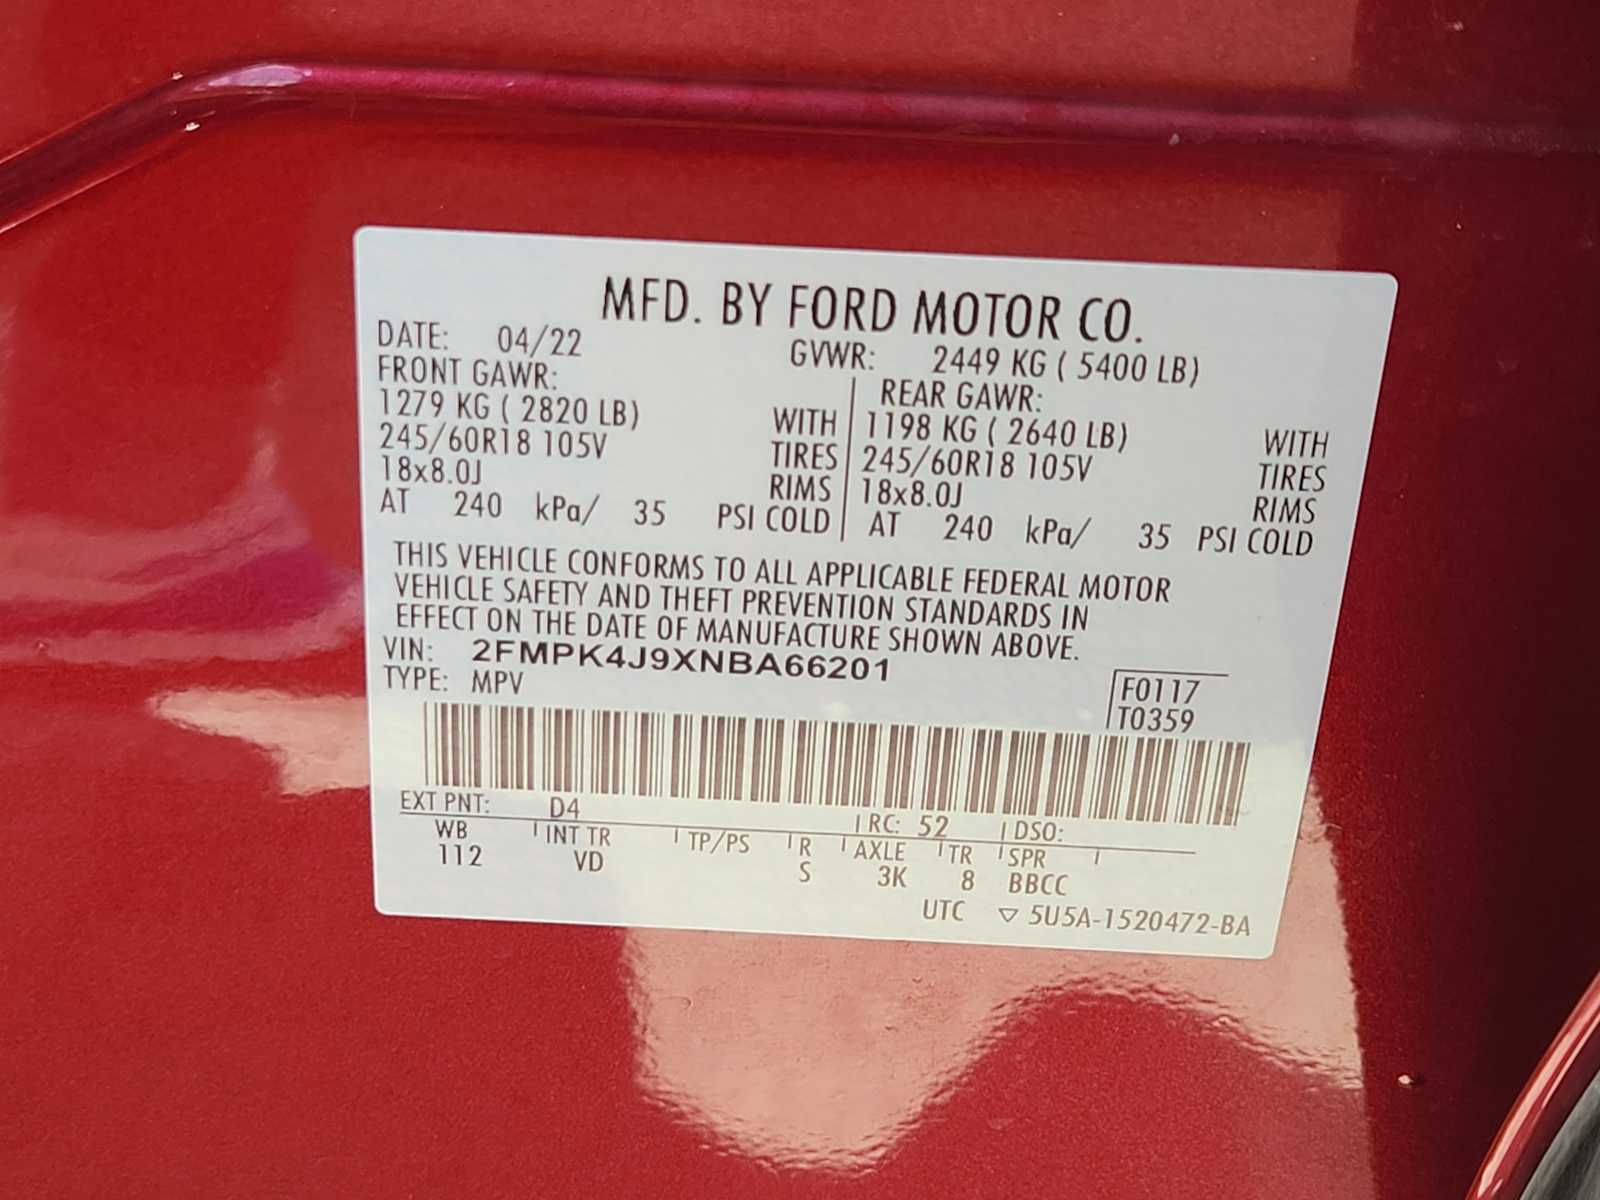 MFD. BY FORD MOTOR CO.
DATE: 04/22 GVWR: 2449 KG ( 5400 LB)
FRONT GAWR: REAR GAWR:
1279 KG ( 2820 LB) WITH 1198 KG ( 2640 LB) WITH
245/60R18 105V TIRES 245/60R18 105V TIRES
18x8.0J RIMS 18x8.0J RIMS
AT 240 kPa/ 35 PSI COLD AT 240 kPa/ 35 PSI COLD
THIS VEHICLE CONFORMS TO ALL APPLICABLE FEDERAL MOTOR
VEHICLE SAFETY AND THEFT PREVENTION STANDARDS IN
EFFECT ON THE DATE OF MANUFACTURE SHOWN ABOVE.
VIN: 2FMPK4J9XNBA66201
TYPE: MPV F0117
T0359
EXT PNT: D4 RC: 52 DSO:
WB INT TR TP/PS R AXLE TR SPR
112 VD S 3K 8 BBCC
UTC ▽ 5U5A-1520472-BA